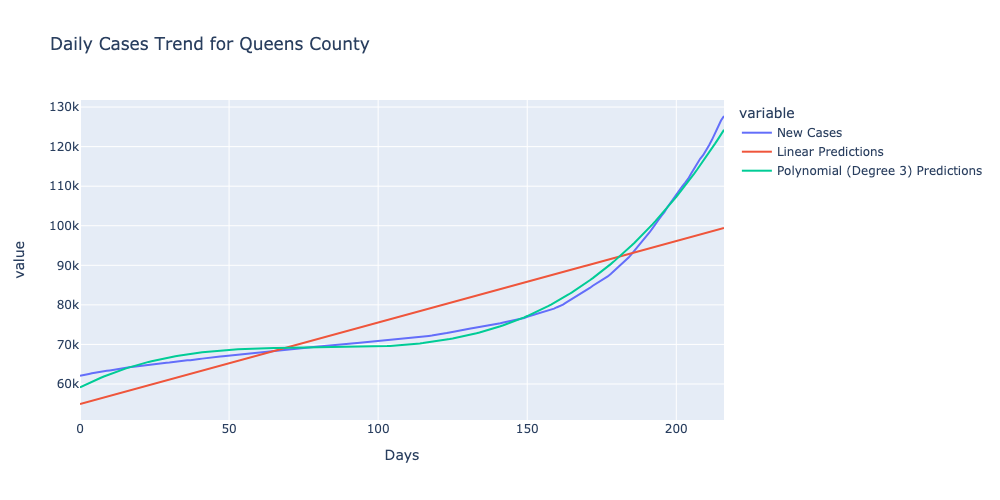 Daily Cases Trend for Queens County
130k
120k
110k
100k
90k
80k
70k
60k
value
0
50
100
150
200
Days
variable
New Cases
Linear Predictions
Polynomial (Degree 3) Predictions